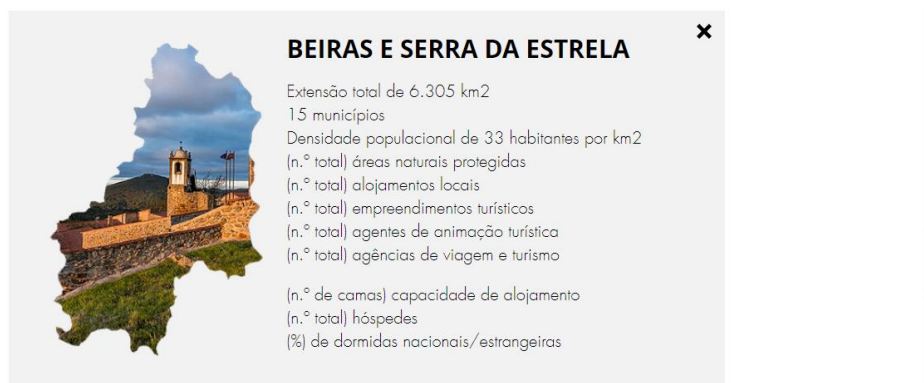 BEIRAS E SERRA DA ESTRELA
Extensão total de 6.305 km2
15 municípios
Densidade populacional de 33 habitantes por km2
(n.º total) áreas naturais protegidas
(n.º total) alojamentos locais
(n.º total) empreendimentos turísticos
(n.º total) agentes de animação turística
(n.º total) agências de viagem e turismo
(n.º de camas) capacidade de alojamento
(n.º total) hóspedes
(%) de dormidas nacionais/estrangeiras